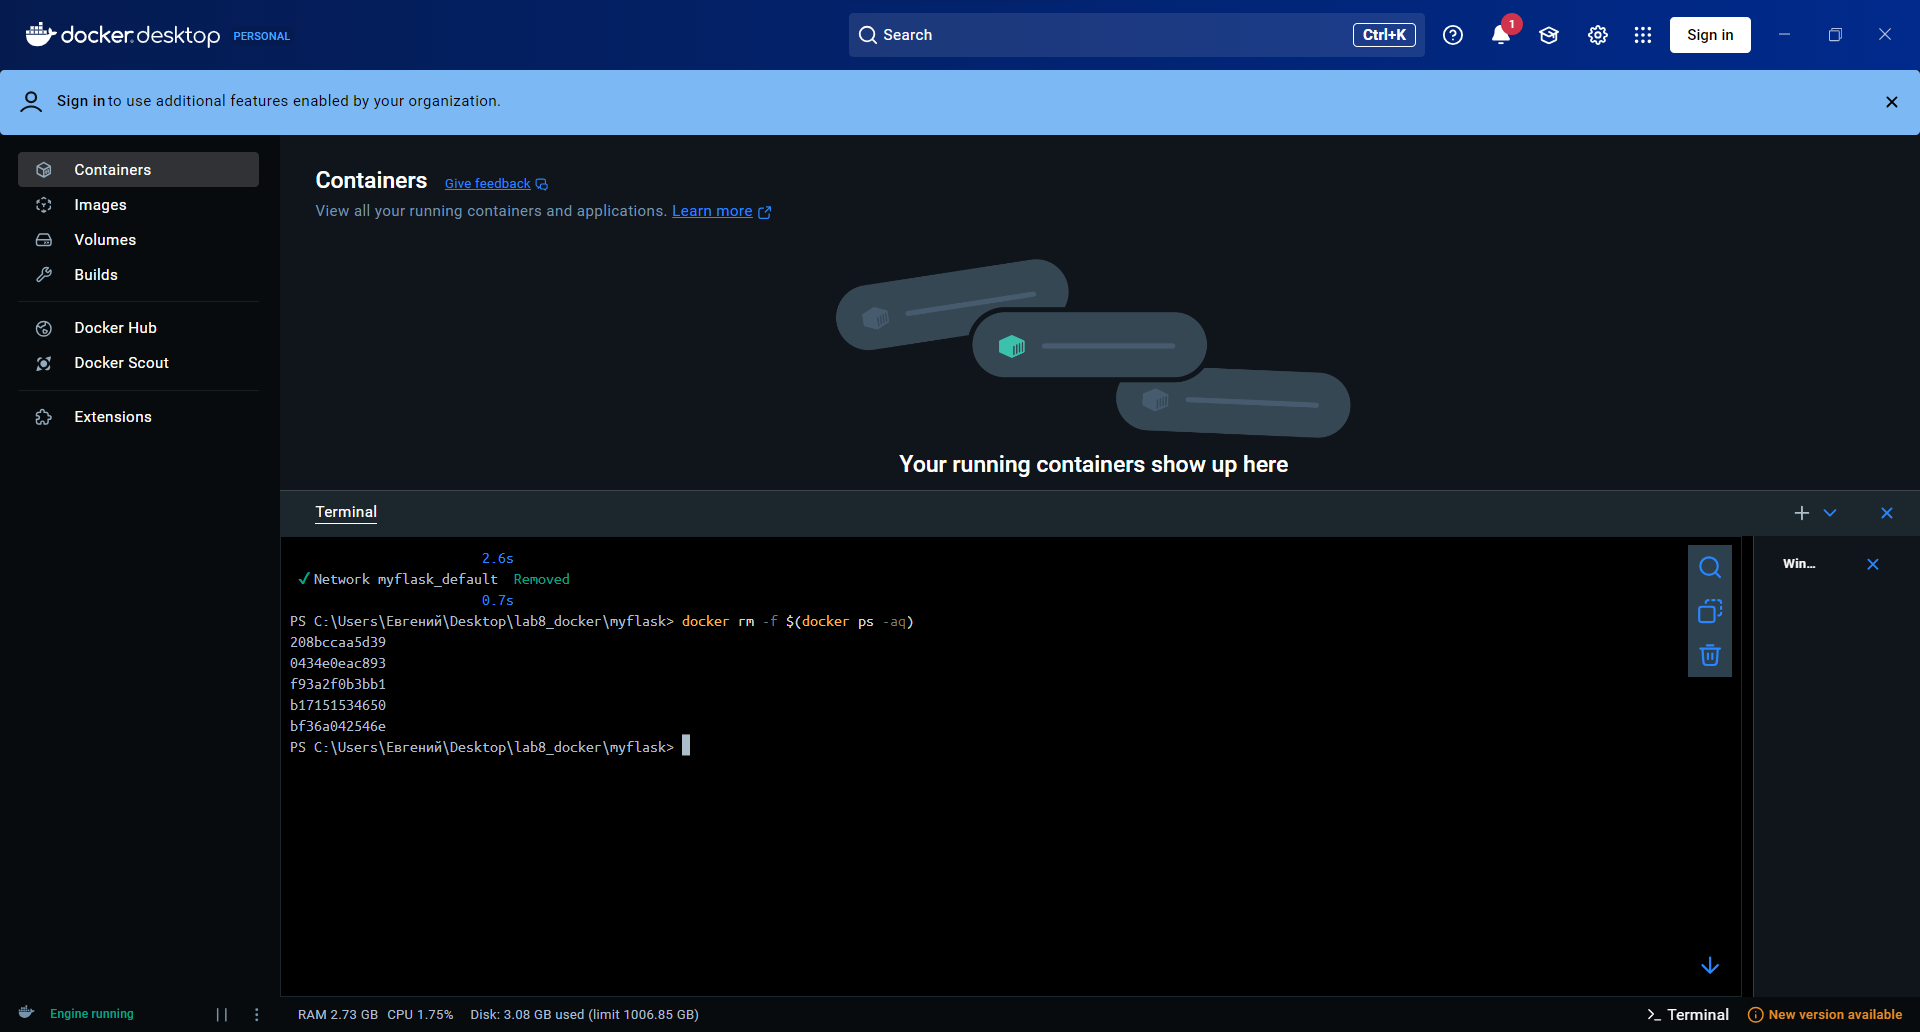 docker.desktop PERSONAL
Search Ctrl+K
1
Sign in
Sign in to use additional features enabled by your organization.
Containers
Images
Volumes
Builds
Docker Hub
Docker Scout
Extensions
Containers Give feedback
View all your running containers and applications. Learn more
Your running containers show up here
Terminal
2.6s
✓ Network myflask_default Removed
0.7s
PS C:\Users\Евгений\Desktop\lab8_docker\myflask> docker rm -f $(docker ps -aq)
208bccaa5d39
0434e0eac893
f93a2f0b3bb1
b17151534650
bf36a042546e
PS C:\Users\Евгений\Desktop\lab8_docker\myflask>
Win...
Engine running
RAM 2.73 GB CPU 1.75% Disk: 3.08 GB used (limit 1006.85 GB)
>_ Terminal
New version available